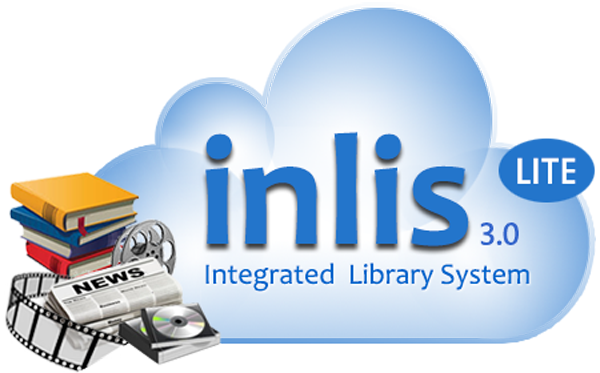 inlis
LITE
3.0
Integrated Library System
NEWS